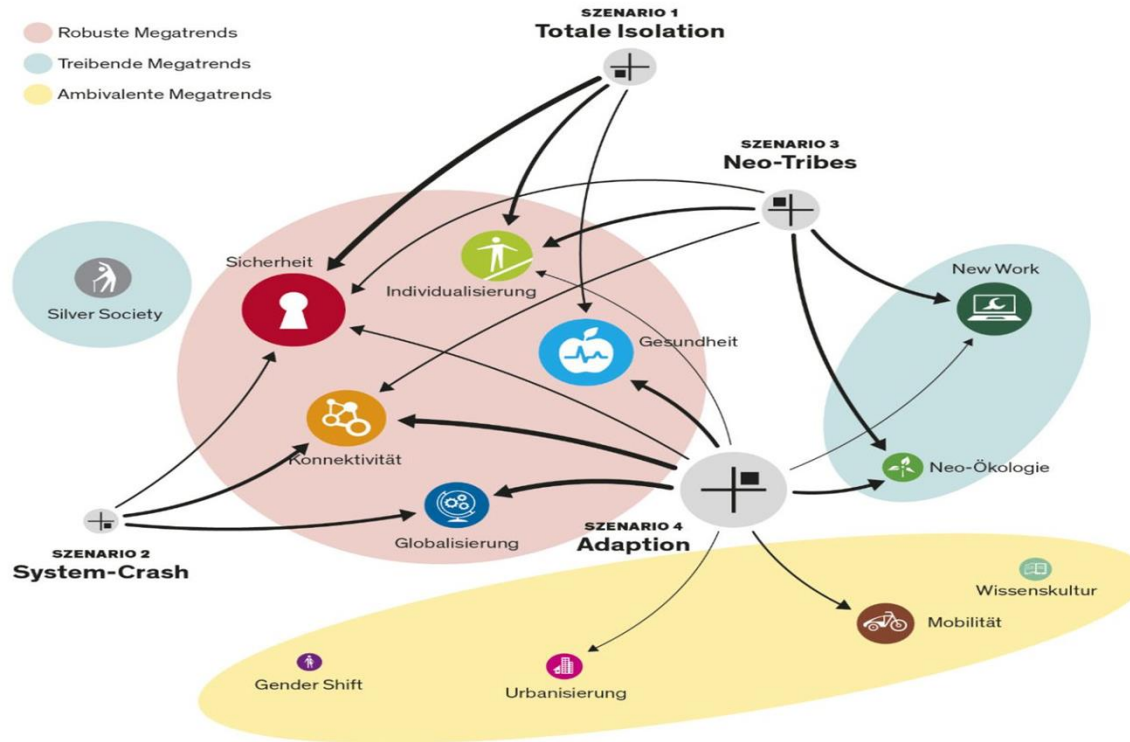 SZENARIO 1
Totale Isolation
Robuste Megatrends
Treibende Megatrends
Ambivalente Megatrends
SZENARIO 3
Neo-Tribes
Sicherheit
Individualisierung
New Work
Silver Society
Gesundheit
Konnektivität
Neo-Ökologie
SZENARIO 4
Adaption
Globalisierung
SZENARIO 2
System-Crash
Wissenskultur
Mobilität
Gender Shift
Urbanisierung